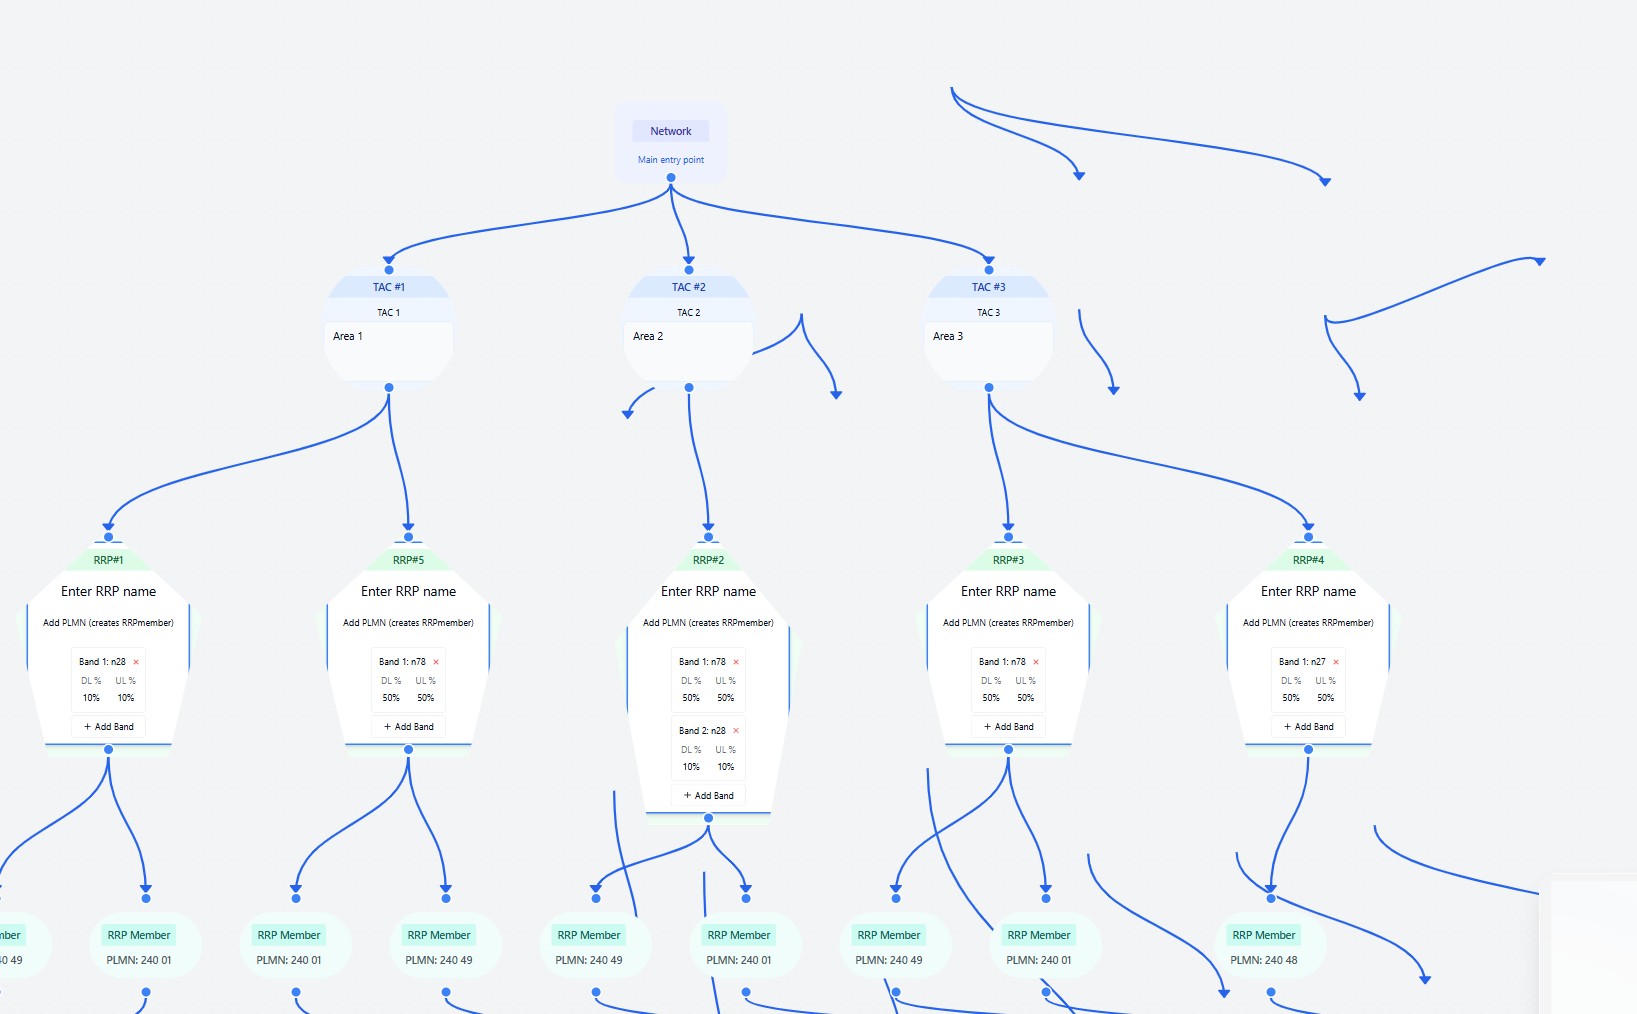 Network
Main entry point
TAC #1
TAC 1
Area 1
TAC #2
TAC 2
Area 2
TAC #3
TAC 3
Area 3
RRP#1
Enter RRP name
Add PLMN (creates RRPmember)
Band 1: n28 ×
DL % UL %
10% 10%
+ Add Band
RRP#5
Enter RRP name
Add PLMN (creates RRPmember)
Band 1: n78 ×
DL % UL %
50% 50%
+ Add Band
RRP#2
Enter RRP name
Add PLMN (creates RRPmember)
Band 1: n78 ×
DL % UL %
50% 50%
Band 2: n28 ×
DL % UL %
10% 10%
+ Add Band
RRP#3
Enter RRP name
Add PLMN (creates RRPmember)
Band 1: n78 ×
DL % UL %
50% 50%
+ Add Band
RRP#4
Enter RRP name
Add PLMN (creates RRPmember)
Band 1: n27 ×
DL % UL %
50% 50%
+ Add Band
mber
40 49
RRP Member
PLMN: 240 01
RRP Member
PLMN: 240 01
RRP Member
PLMN: 240 49
RRP Member
PLMN: 240 49
RRP Member
PLMN: 240 01
RRP Member
PLMN: 240 49
RRP Member
PLMN: 240 01
RRP Member
PLMN: 240 48